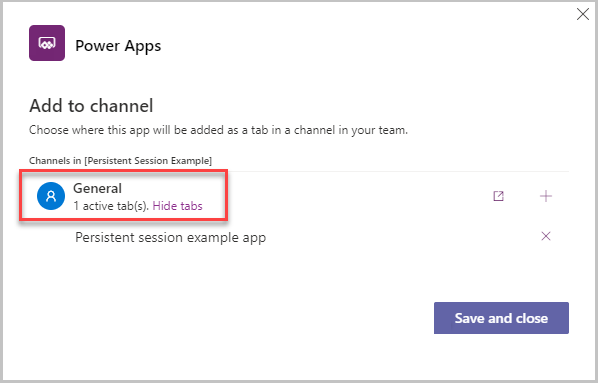 Power Apps
Add to channel
Choose where this app will be added as a tab in a channel in your team.
Channels in [Persistent Session Example]
General
1 active tab(s). Hide tabs
Persistent session example app
Save and close